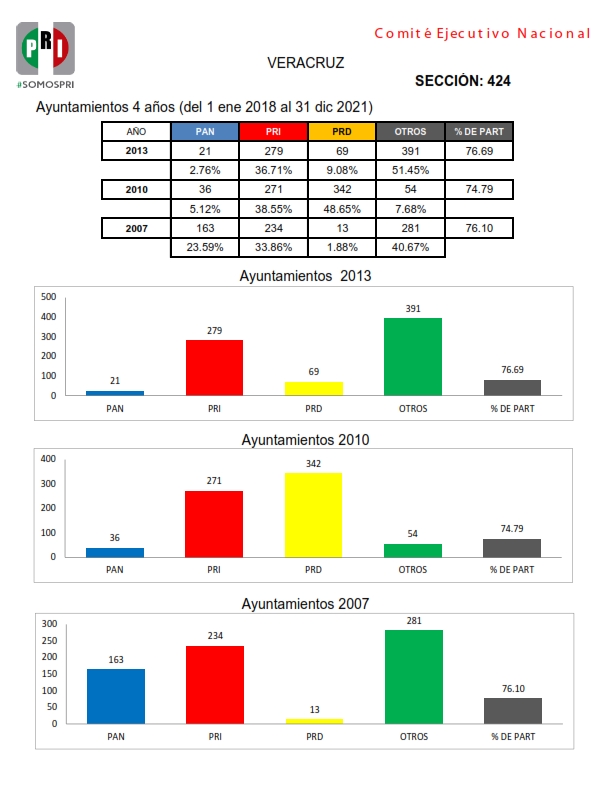 PRI
#SOMOSPRI
Comité Ejecutivo Nacional
VERACRUZ
SECCIÓN: 424
Ayuntamientos 4 años (del 1 ene 2018 al 31 dic 2021)
AÑO PAN PRI PRD OTROS % DE PART
2013 21 279 69 391 76.69
2.76% 36.71% 9.08% 51.45%
2010 36 271 342 54 74.79
5.12% 38.55% 48.65% 7.68%
2007 163 234 13 281 76.10
23.59% 33.86% 1.88% 40.67%
Ayuntamientos 2013
500
400
300
200
100
0
21 279 69 391 76.69
PAN PRI PRD OTROS % DE PART
Ayuntamientos 2010
400
300
200
100
0
36 271 342 54 74.79
PAN PRI PRD OTROS % DE PART
Ayuntamientos 2007
300
250
200
150
100
50
0
163 234 13 281 76.10
PAN PRI PRD OTROS % DE PART